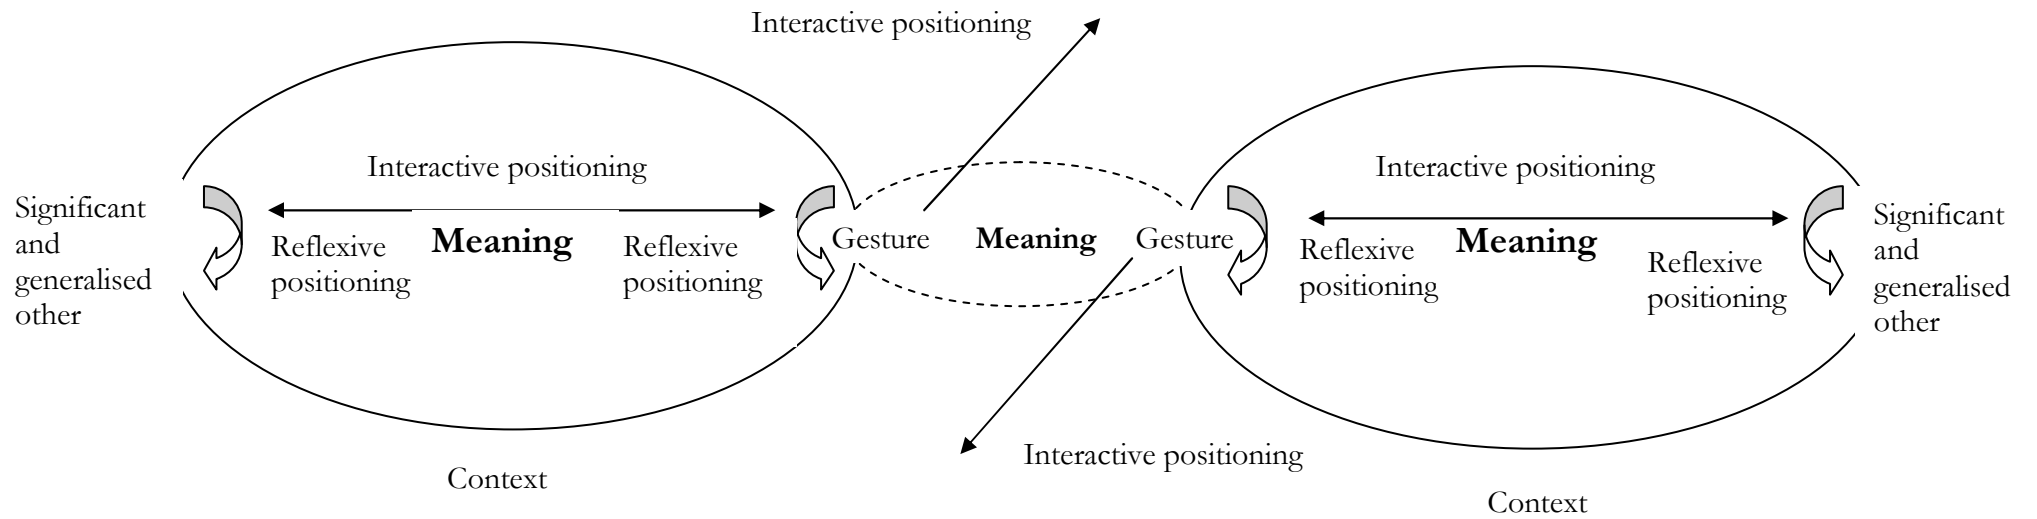 Interactive positioning
Interactive positioning
Interactive positioning
Significant
and
generalised
other
Reflexive
positioning
Meaning
Reflexive
positioning
Gesture
Meaning
Gesture
Reflexive
positioning
Meaning
Reflexive
positioning
Significant
and
generalised
other
Interactive positioning
Context
Context